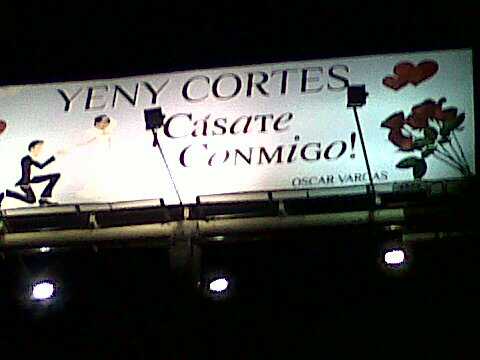 YENY CORTES
Cásate
Conmigo!
OSCAR VARGAS